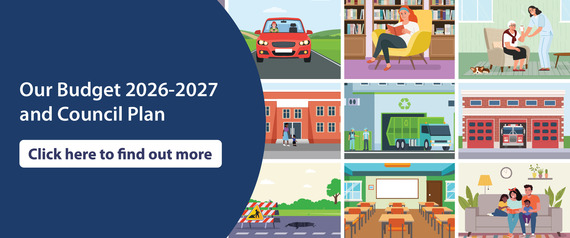 Our Budget 2026-2027
and Council Plan
Click here to find out more